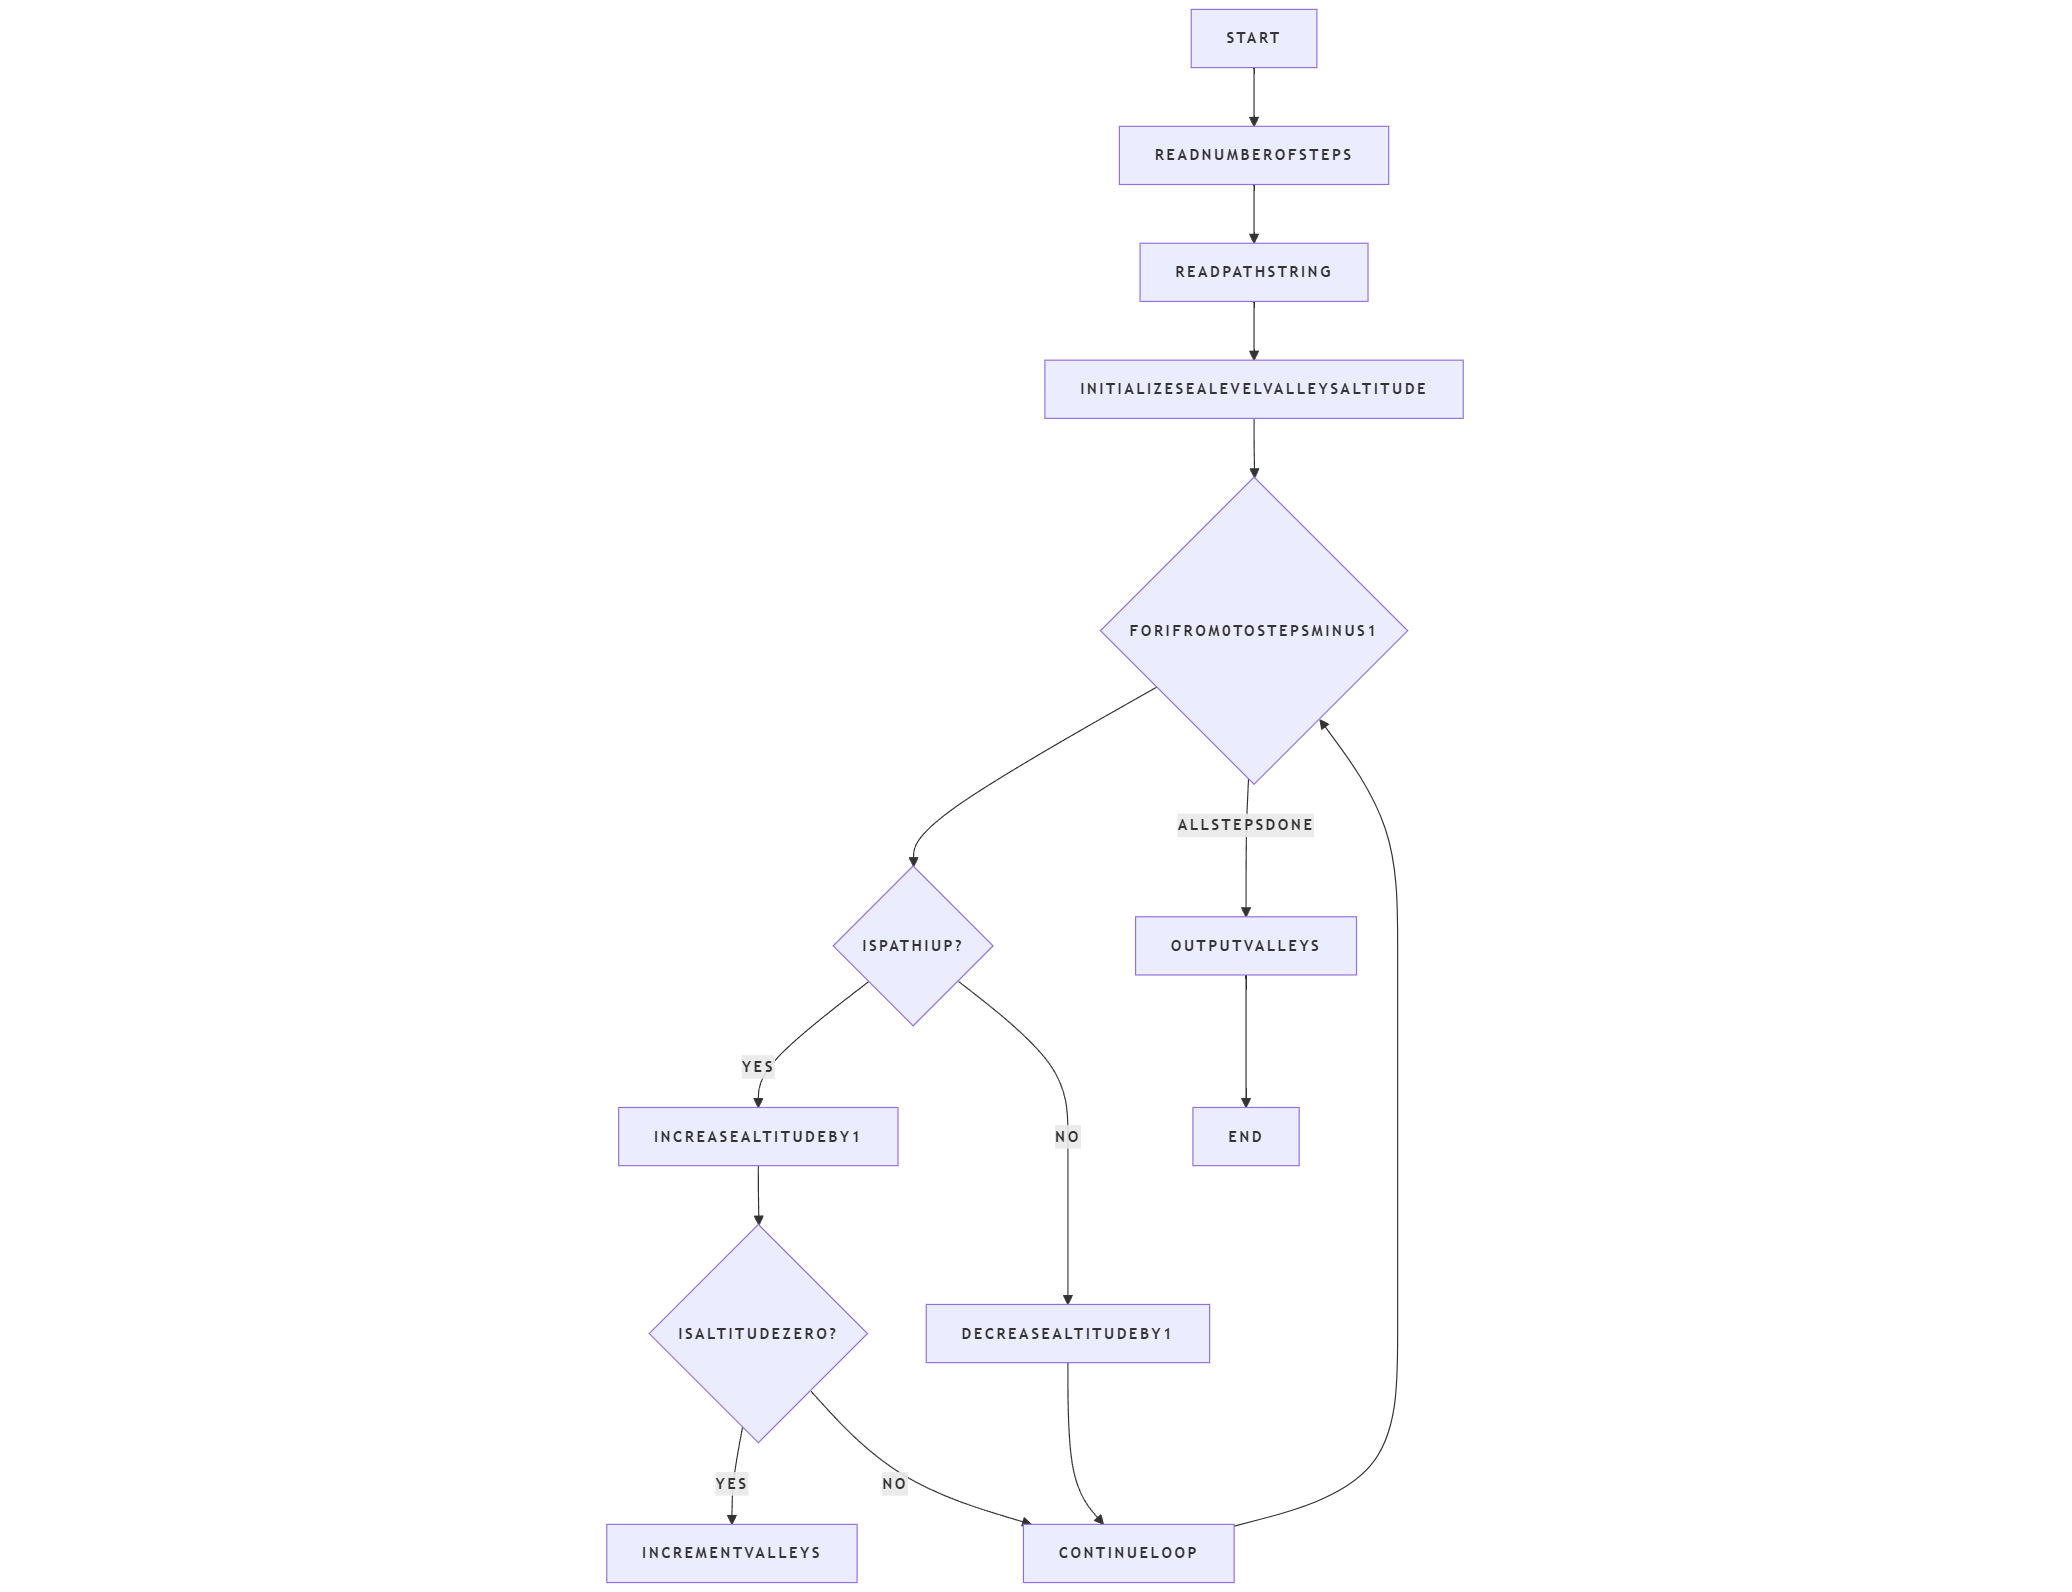 START
READNUMBEROFSTEPS
READPATHSTRING
INITIALIZESEALEVELVALLEYSALTITUDE
FORIFROM0TOSTEPSMINUS1
ALLSTEPSDONE
ISPATHIUP?
OUTPUTVALLEYS
YES
INCREASEALTITUDEBY1
NO
END
ISALTITUDEZERO?
DECREASEALTITUDEBY1
YES
NO
INCREMENTVALLEYS
CONTINUELOOP